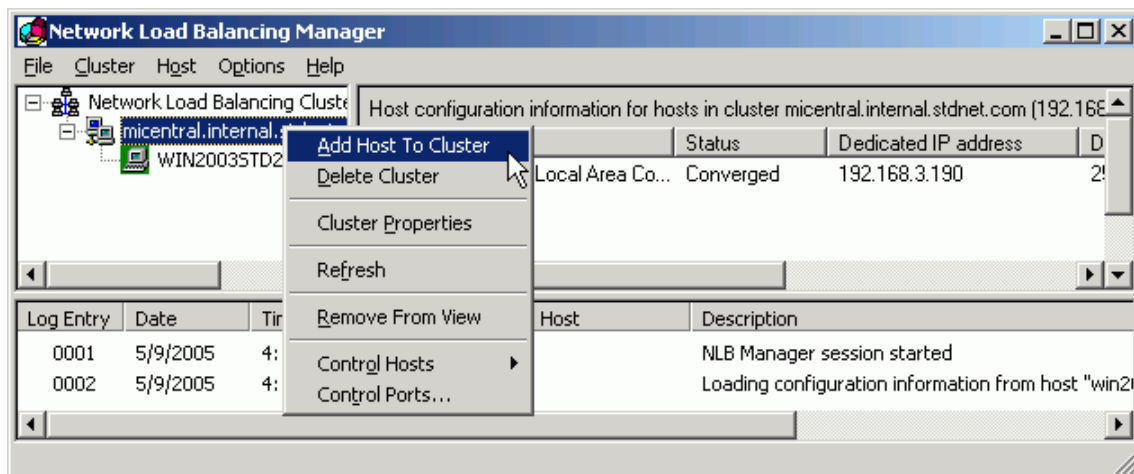 Network Load Balancing Manager
File Cluster Host Options Help
Network Load Balancing Cluste
Host configuration information for hosts in cluster micentral.internal.stdnet.com (192.168
micentral.internal.
Status Dedicated IP address D
WIN2003STD2
Local Area Co... Converged 192.168.3.190
Add Host To Cluster
Delete Cluster
Cluster Properties
Refresh
Remove From View
Control Hosts
Control Ports...
Log Entry Date Host Description
0001 5/9/2005 4: NLB Manager session started
0002 5/9/2005 4: Loading configuration information from host "win2